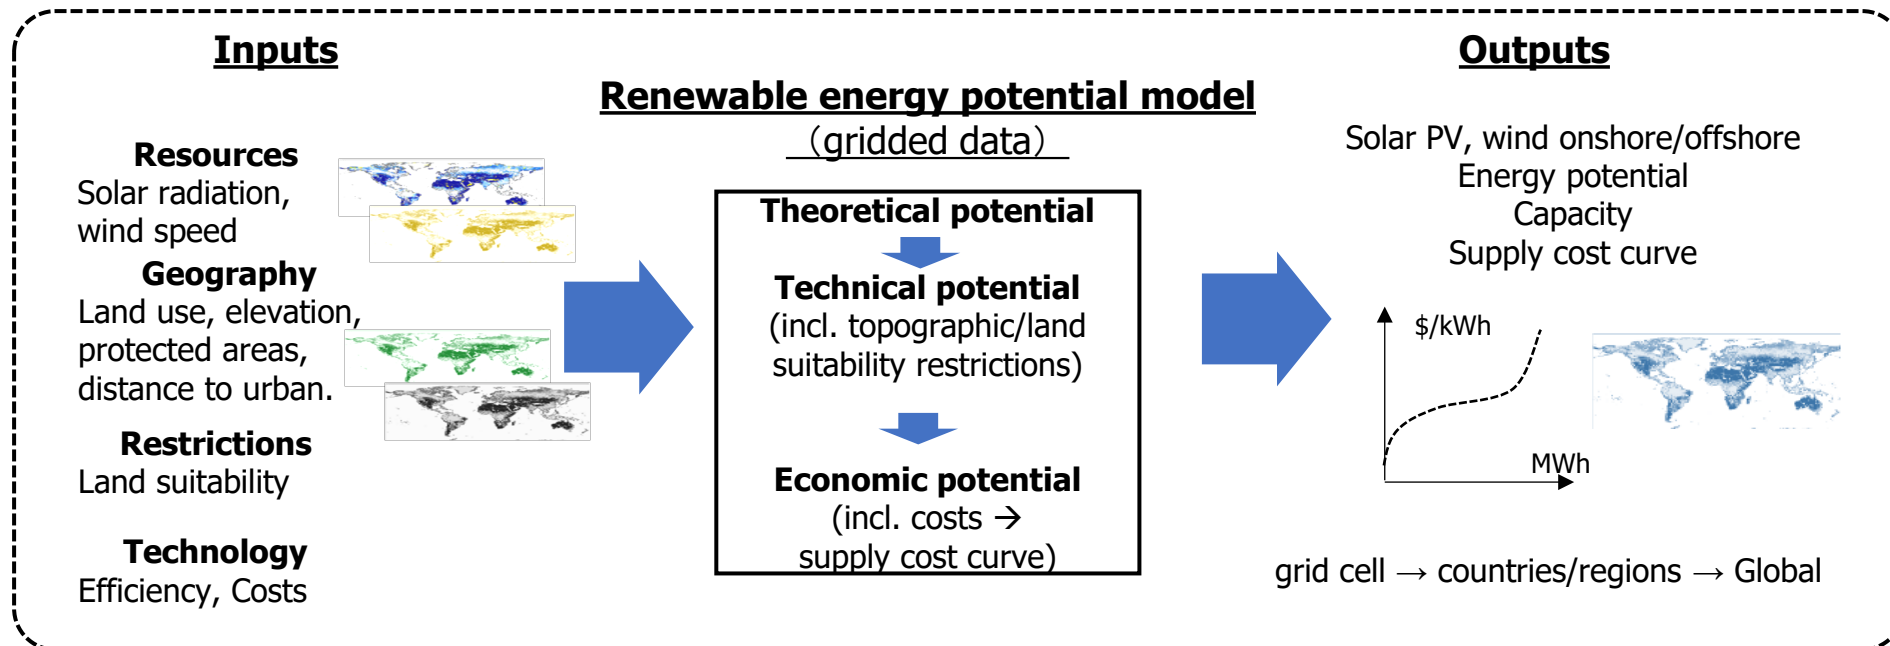 Inputs
Resources
Solar radiation,
wind speed
Geography
Land use, elevation,
protected areas,
distance to urban.
Restrictions
Land suitability
Technology
Efficiency, Costs
Renewable energy potential model
（gridded data）
Theoretical potential
Technical potential
(incl. topographic/land
suitability restrictions)
Economic potential
(incl. costs →
supply cost curve)
Outputs
Solar PV, wind onshore/offshore
Energy potential
Capacity
Supply cost curve
$/kWh
MWh
grid cell → countries/regions → Global